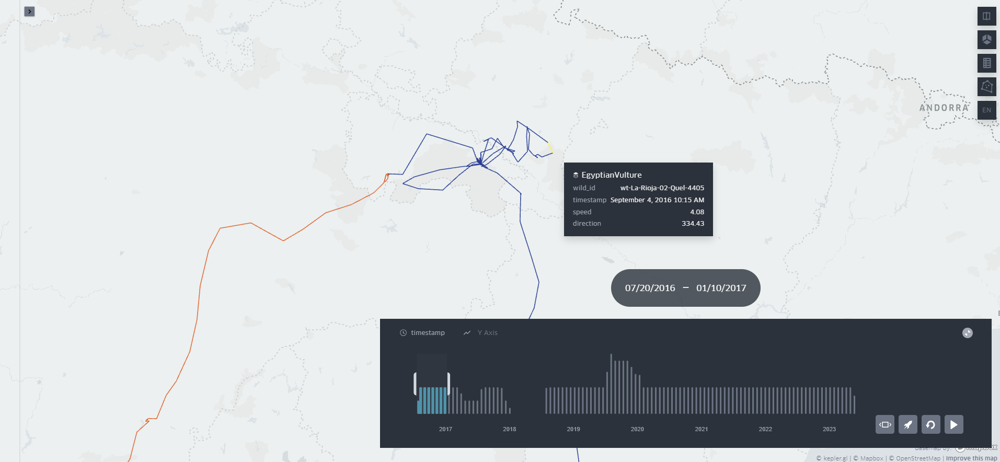 ANDORRA
EN
EgyptianVulture
wild_id wt-La-Rioja-02-Quel-4405
timestamp September 4, 2016 10:15 AM
speed 4.08
direction 334.43
07/20/2016 – 01/10/2017
timestamp Y Axis
2017 2018 2019 2020 2021 2022 2023
Basemap by: mapbox
© kepler.gl | © Mapbox | © OpenStreetMap | Improve this map